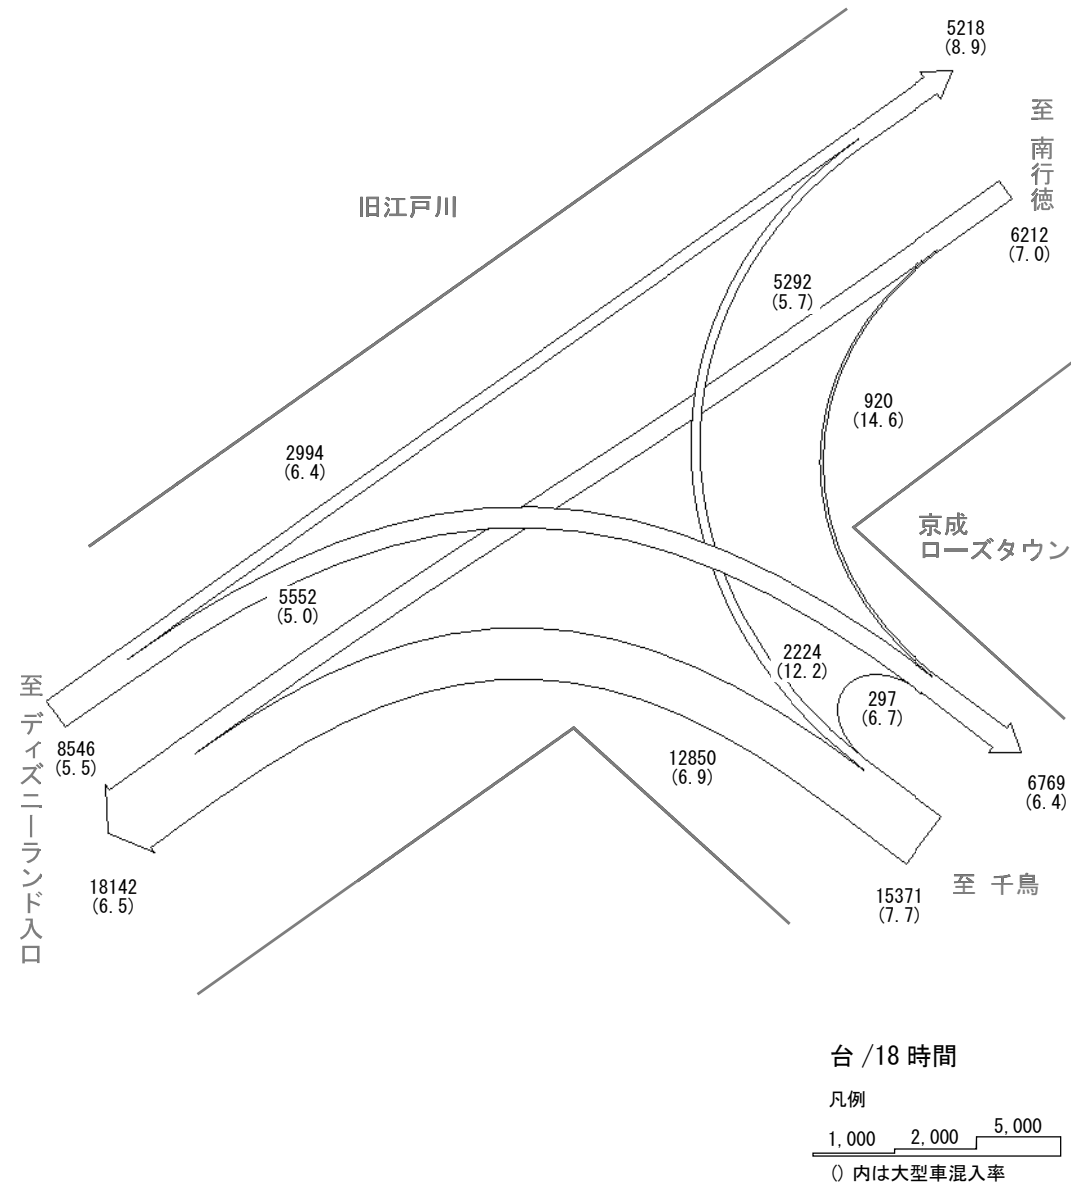 5218
(8.9)
至 南行徳
旧江戸川
6212
(7.0)
5292
(5.7)
920
(14.6)
2994
(6.4)
京成
ローズタウン
5552
(5.0)
2224
(12.2)
297
(6.7)
至 ディズニーランド入口
8546
(5.5)
12850
(6.9)
6769
(6.4)
18142
(6.5)
15371
(7.7)
至 千鳥
台 /18 時間
凡例
1,000 2,000 5,000
() 内は大型車混入率